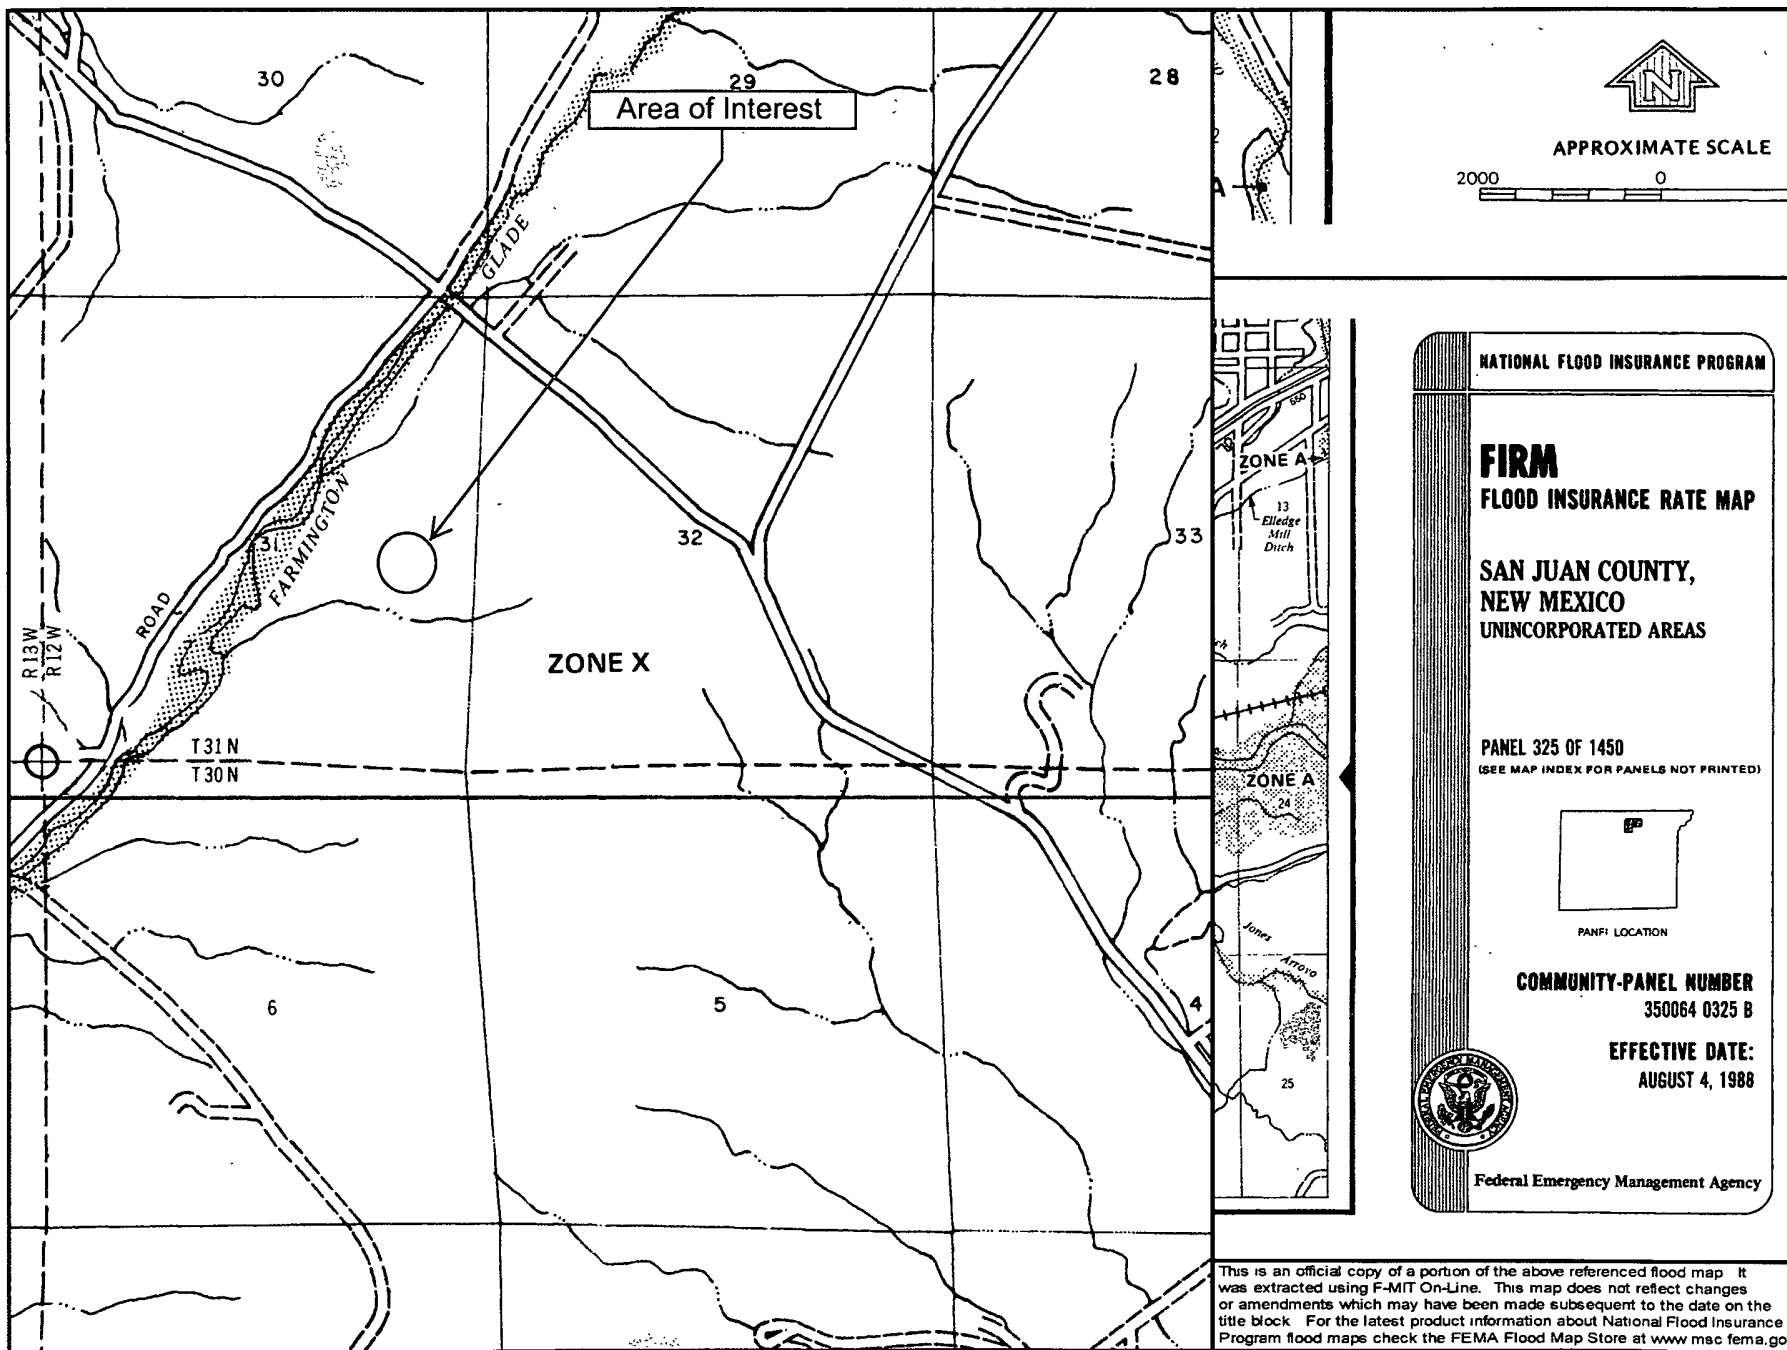 30
29
28
Area of Interest
GLADE
31
FARMINGTON
32
33
ROAD
R13W
R12W
ZONE X
T31N
T30N
6
5
4
A
ZONE A
13
Elledge
Mill
Ditch
ZONE A
24
Jones
Arroyo
25
N
APPROXIMATE SCALE
2000 0
NATIONAL FLOOD INSURANCE PROGRAM
FIRM
FLOOD INSURANCE RATE MAP
SAN JUAN COUNTY,
NEW MEXICO
UNINCORPORATED AREAS
PANEL 325 OF 1450
(SEE MAP INDEX FOR PANELS NOT PRINTED)
PANEL LOCATION
COMMUNITY-PANEL NUMBER
350064 0325 B
EFFECTIVE DATE:
AUGUST 4, 1988
FEDERAL EMERGENCY MANAGEMENT AGENCY
Federal Emergency Management Agency
This is an official copy of a portion of the above referenced flood map It
was extracted using F-MIT On-Line. This map does not reflect changes
or amendments which may have been made subsequent to the date on the
title block For the latest product information about National Flood Insurance
Program flood maps check the FEMA Flood Map Store at www msc fema.go